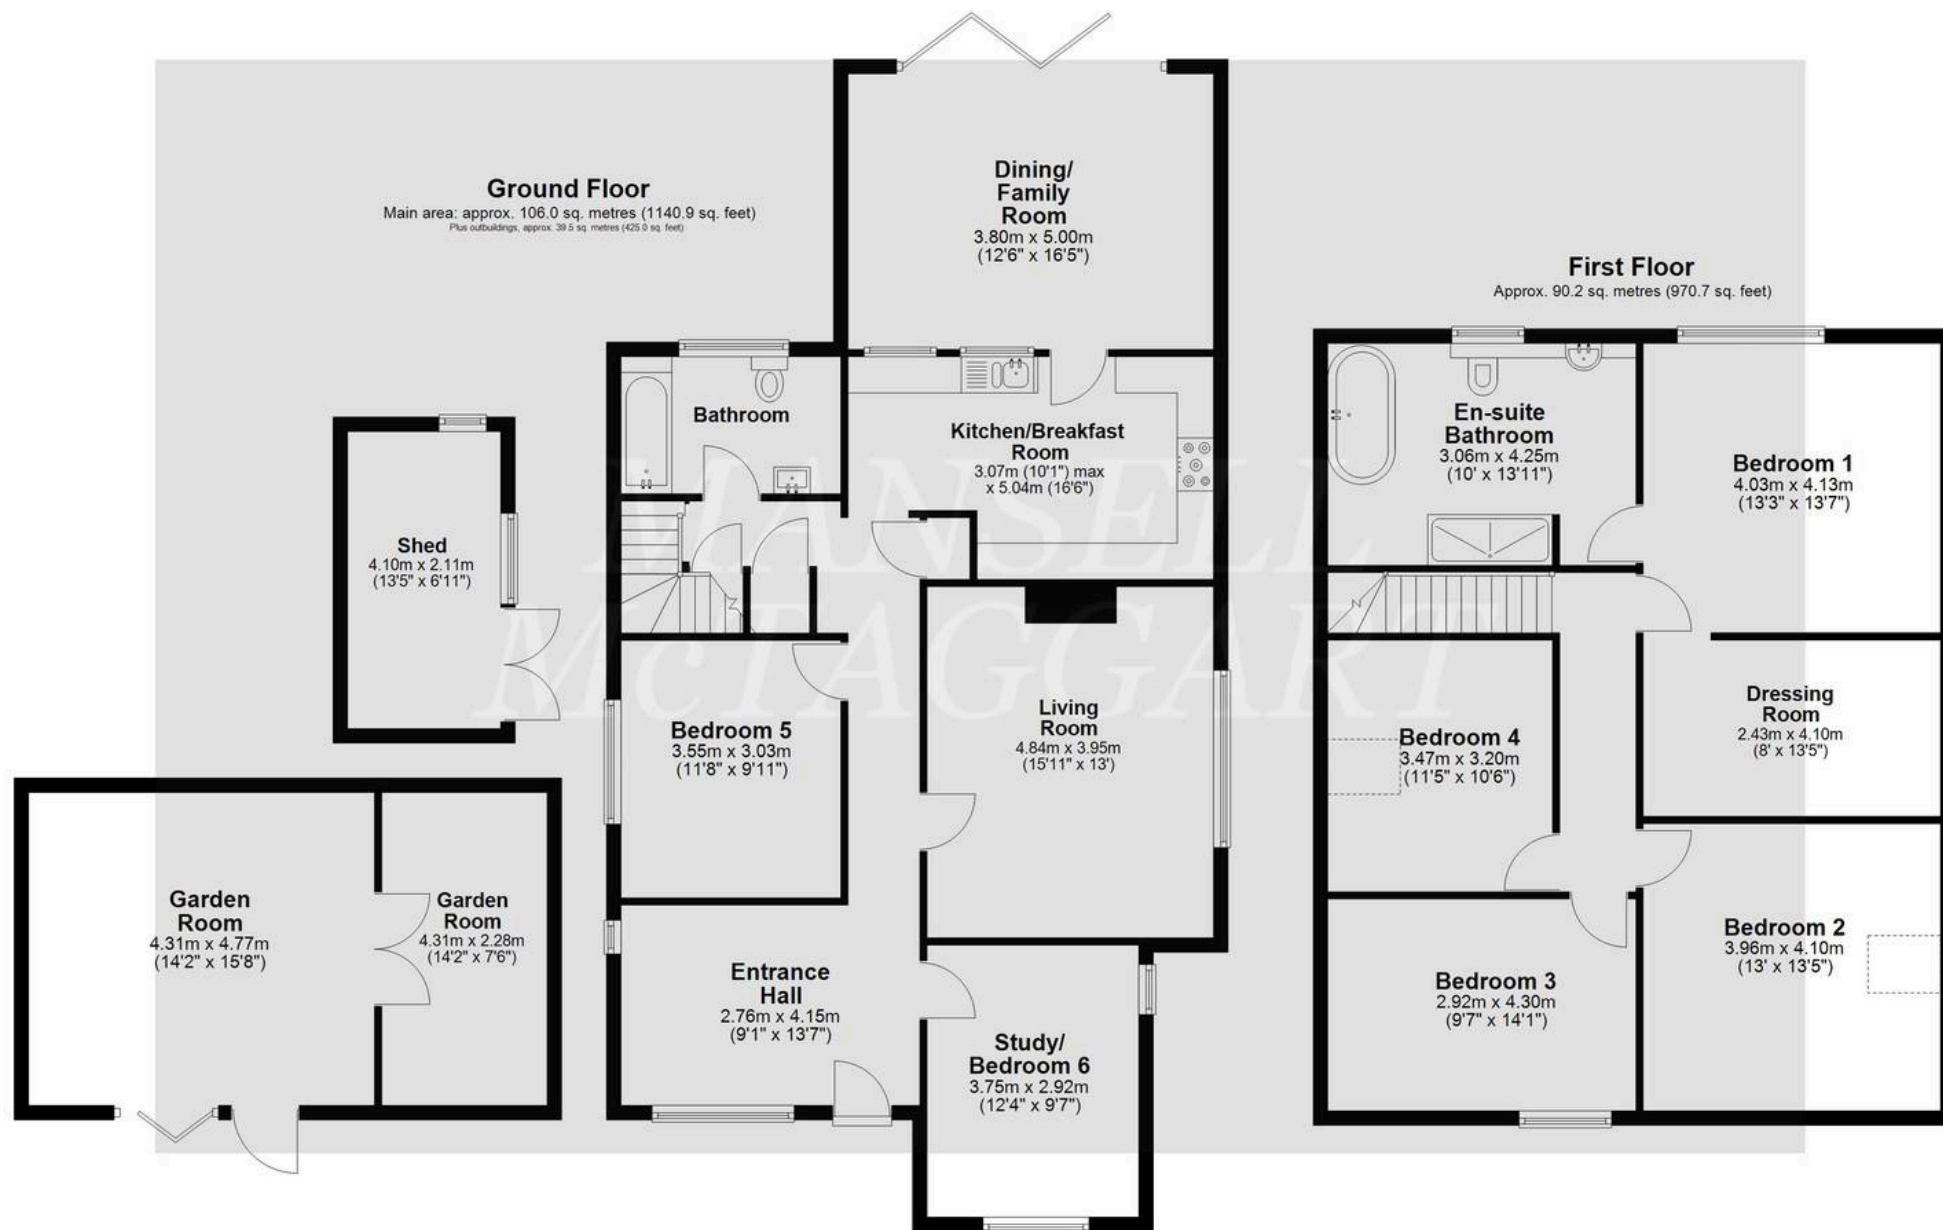 Ground Floor
Main area: approx. 106.0 sq. metres (1140.9 sq. feet)
Plus outbuildings, approx. 39.5 sq. metres (425.0 sq. feet)
Dining/
Family
Room
3.80m x 5.00m
(12'6" x 16'5")
First Floor
Approx. 90.2 sq. metres (970.7 sq. feet)
Bathroom
Kitchen/Breakfast
Room
3.07m (10'1") max
x 5.04m (16'6")
En-suite
Bathroom
3.06m x 4.25m
(10' x 13'11")
Bedroom 1
4.03m x 4.13m
(13'3" x 13'7")
Shed
4.10m x 2.11m
(13'5" x 6'11")
MANSELL
McTAGGART
Bedroom 5
3.55m x 3.03m
(11'8" x 9'11")
Living
Room
4.84m x 3.95m
(15'11" x 13')
Bedroom 4
3.47m x 3.20m
(11'5" x 10'6")
Dressing
Room
2.43m x 4.10m
(8' x 13'5")
Garden
Room
4.31m x 4.77m
(14'2" x 15'8")
Garden
Room
4.31m x 2.28m
(14'2" x 7'6")
Entrance
Hall
2.76m x 4.15m
(9'1" x 13'7")
Study/
Bedroom 6
3.75m x 2.92m
(12'4" x 9'7")
Bedroom 3
2.92m x 4.30m
(9'7" x 14'1")
Bedroom 2
3.96m x 4.10m
(13' x 13'5")